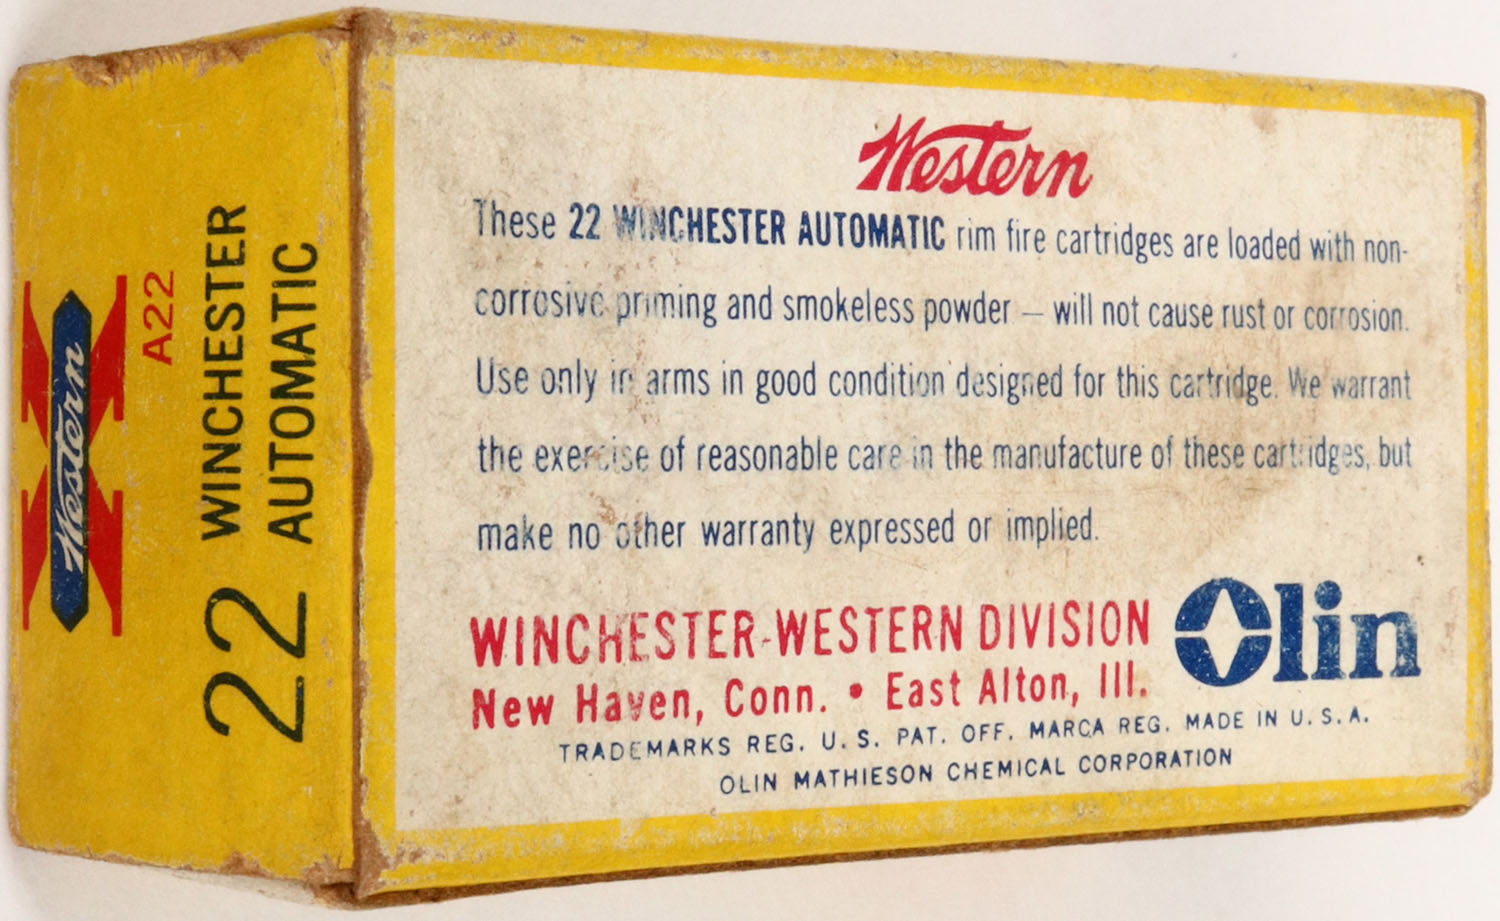 Western
A22
22 WINCHESTER
AUTOMATIC
Western
These 22 WINCHESTER AUTOMATIC rim fire cartridges are loaded with non-
corrosive priming and smokeless powder — will not cause rust or corrosion.
Use only in arms in good condition designed for this cartridge. We warrant
the exercise of reasonable care in the manufacture of these cartridges, but
make no other warranty expressed or implied.
WINCHESTER-WESTERN DIVISION
New Haven, Conn. • East Alton, Ill.
Olin
TRADEMARKS REG. U. S. PAT. OFF. MARCA REG. MADE IN U. S. A.
OLIN MATHIESON CHEMICAL CORPORATION